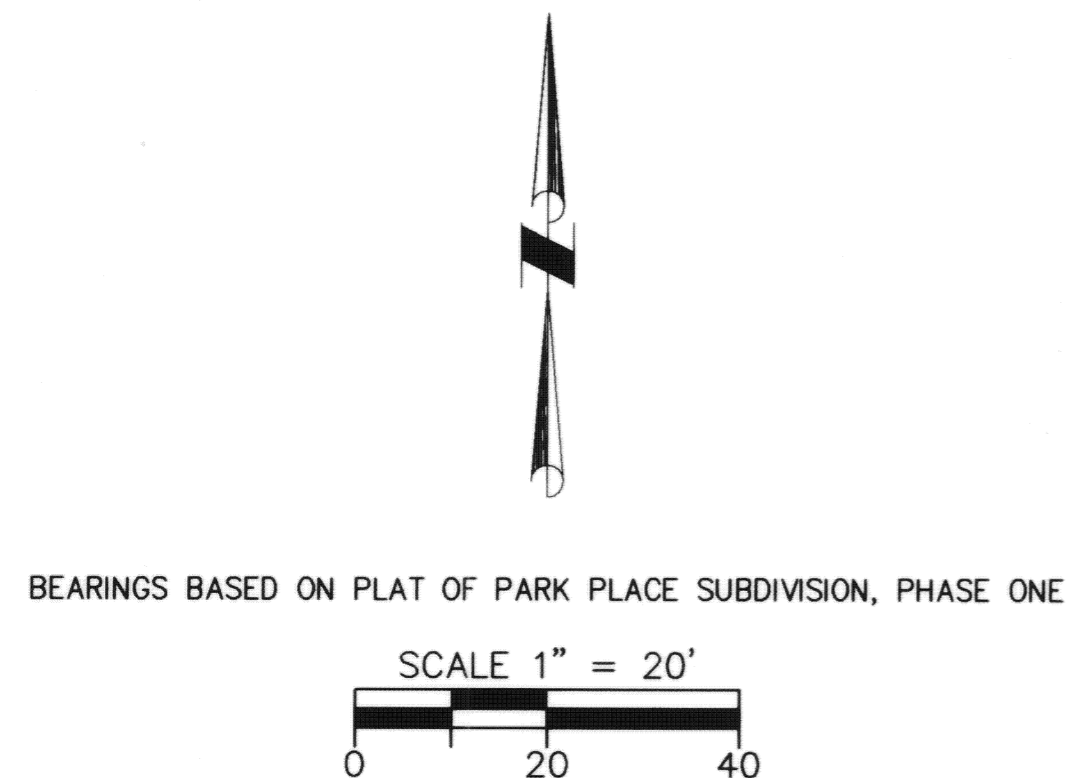 N
BEARINGS BASED ON PLAT OF PARK PLACE SUBDIVISION, PHASE ONE
SCALE 1” = 20’
0 20 40